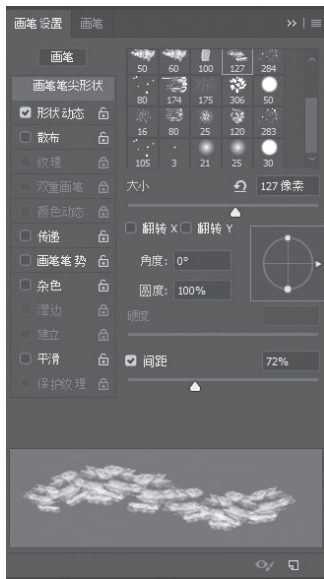 画笔设置 画笔
画笔
50 60 100 127 284
画笔笔尖形状
80 174 175 306 50
形状动态
16 80 25 120 283
散布
105 3 21 25 30
纹理
双重画笔 大小 127 像素
颜色动态
传递 翻转 X 翻转 Y
画笔笔势 角度: 0°
杂色 圆度: 100%
湿边 硬度
建立
平滑 间距 72%
保护纹理